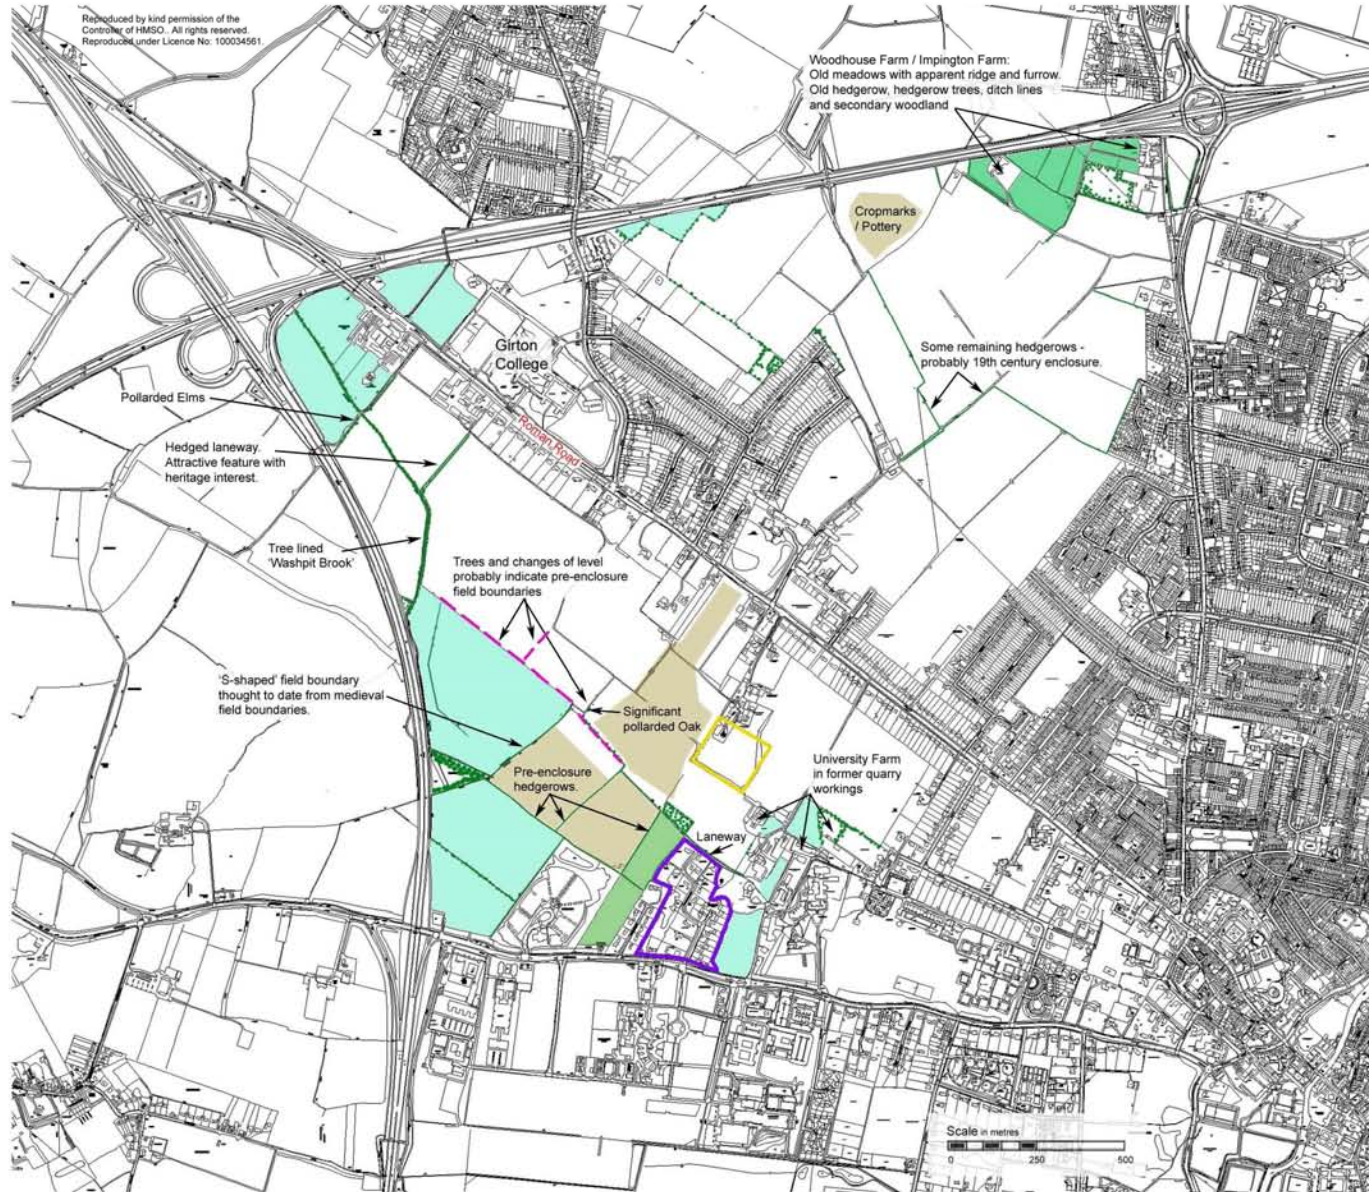 Reproduced by kind permission of the
Controller of HMSO.. All rights reserved.
Reproduced under Licence No: 100034561.
Woodhouse Farm / Impington Farm:
Old meadows with apparent ridge and furrow.
Old hedgerow, hedgerow trees, ditch lines
and secondary woodland
Cropmarks
/ Pottery
Girton
College
Some remaining hedgerows -
probably 19th century enclosure.
Pollarded Elms
Roman Road
Hedged laneway.
Attractive feature with
heritage interest.
Tree lined
'Washpit Brook'
Trees and changes of level
probably indicate pre-enclosure
field boundaries
'S-shaped' field boundary
thought to date from medieval
field boundaries.
Significant
pollarded Oak
University Farm
in former quarry
workings
Pre-enclosure
hedgerows.
Laneway
Scale in metres
0 250 500